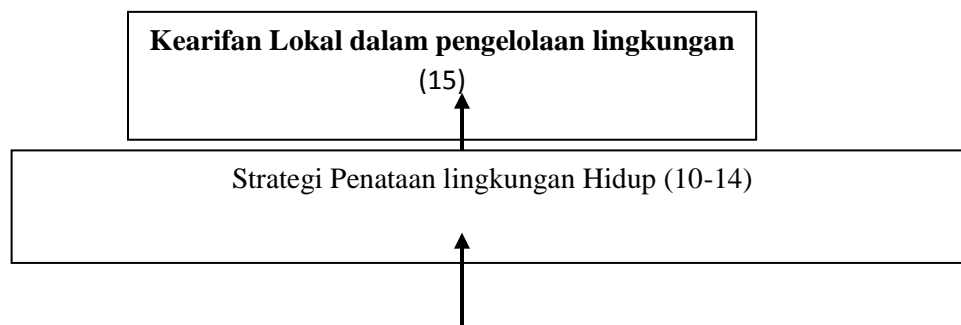 Kearifan Lokal dalam pengelolaan lingkungan
(15)
Strategi Penataan lingkungan Hidup (10-14)